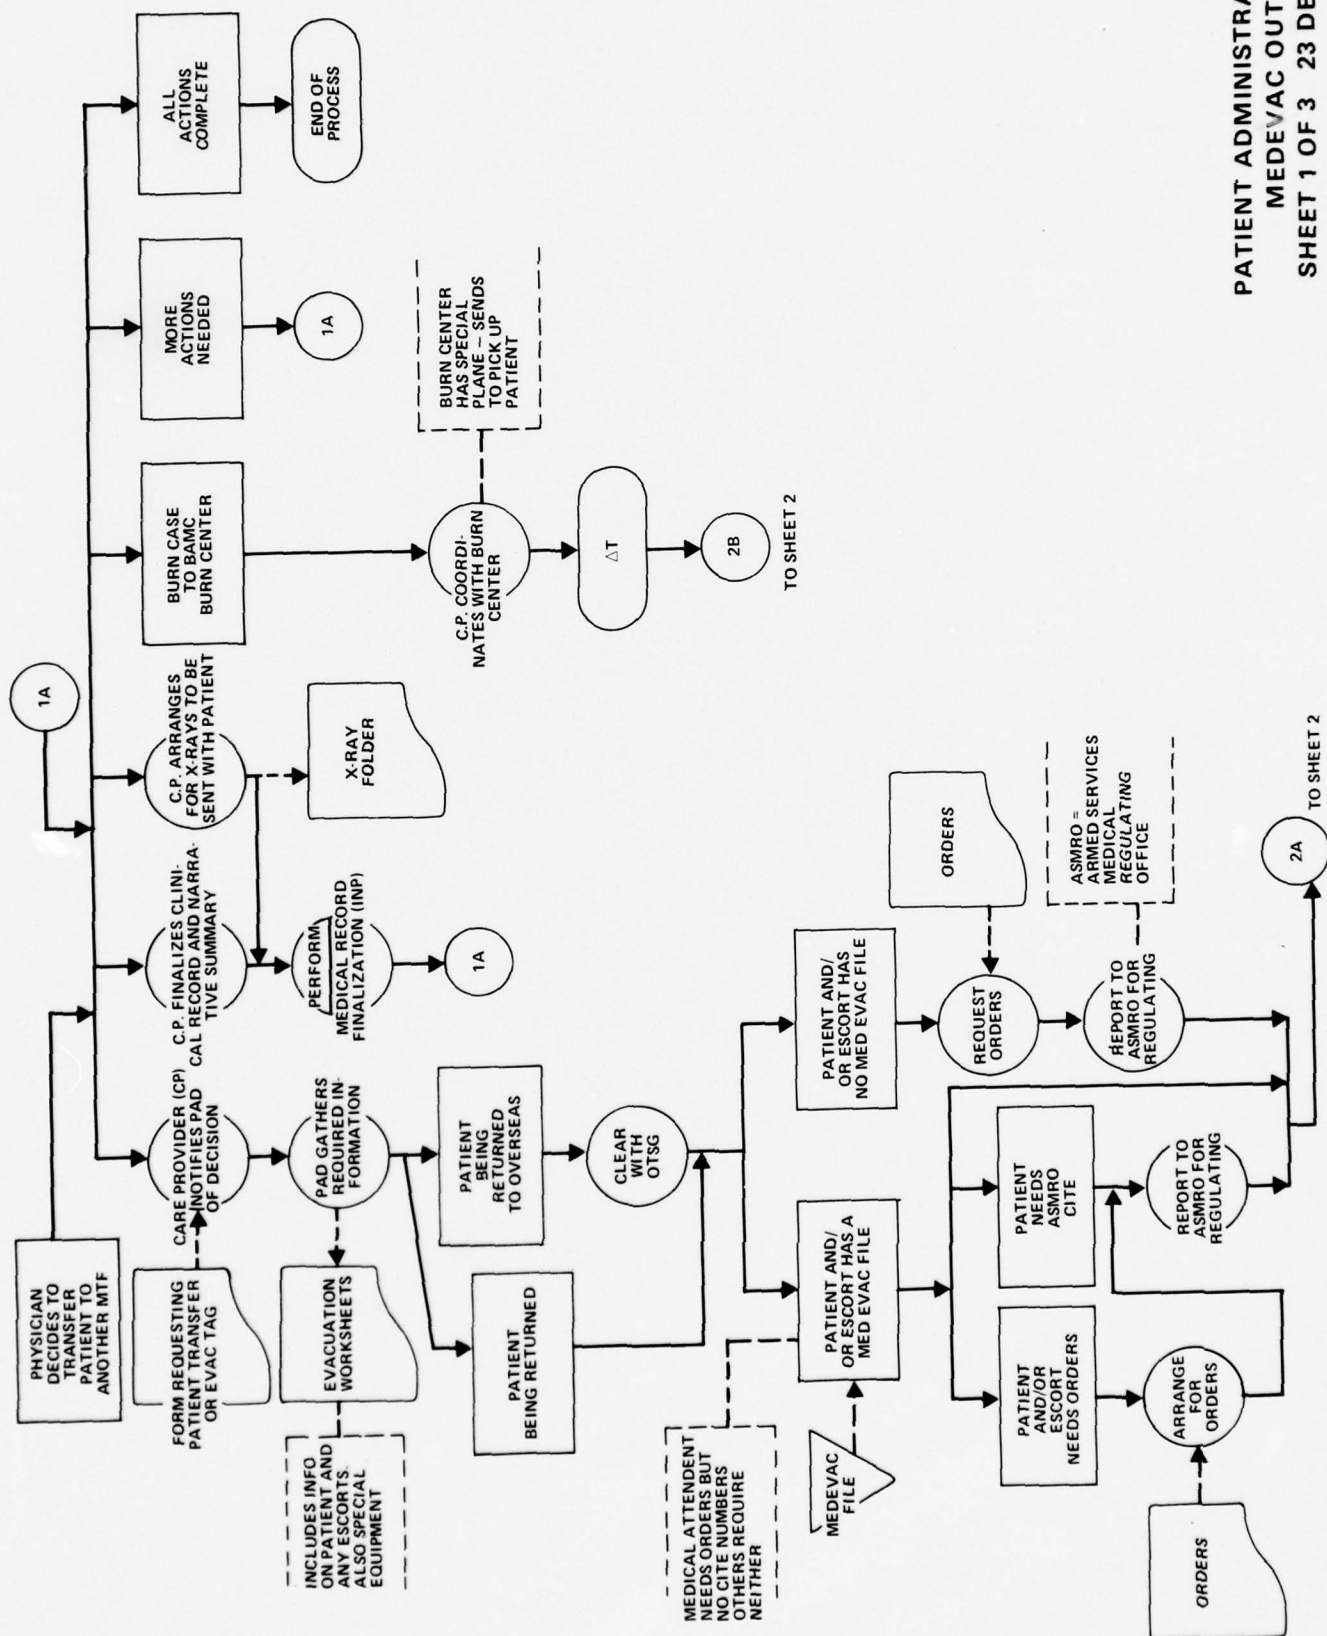 1A
PHYSICIAN
DECIDES TO
TRANSFER
PATIENT TO
ANOTHER MTF
FORM REQUESTING
PATIENT TRANSFER
OR EVAC TAG
CARE PROVIDER (CP)
NOTIFIES PAD
OF DECISION
C.P. FINALIZES CLINI-
CAL RECORD AND NARRA-
TIVE SUMMARY
C.P. ARRANGES
FOR X-RAYS TO BE
SENT WITH PATIENT
BURN CASE
TO BAMC
BURN CENTER
MORE
ACTIONS
NEEDED
ALL
ACTIONS
COMPLETE
INCLUDES INFO
ON PATIENT AND
ANY ESCORTS.
ALSO SPECIAL
EQUIPMENT
EVACUATION
WORKSHEETS
PAD GATHERS
REQUIRED IN-
FORMATION
PERFORM
MEDICAL RECORD
FINALIZATION (INP)
X-RAY
FOLDER
1A
END OF
PROCESS
PATIENT
BEING RETURNED
PATIENT
BEING
RETURNED
TO OVERSEAS
1A
C.P. COORDI-
NATES WITH BURN
CENTER
BURN CENTER
HAS SPECIAL
PLANE – SENDS
TO PICK UP
PATIENT
CLEAR
WITH
OTSG
ΔT
2B
TO SHEET 2
MEDICAL ATTENDENT
NEEDS ORDERS BUT
NO CITE NUMBERS
OTHERS REQUIRE
NEITHER
MEDEVAC
FILE
PATIENT AND/
OR ESCORT HAS A
MED EVAC FILE
PATIENT AND/
OR ESCORT HAS
NO MED EVAC FILE
ORDERS
REQUEST
ORDERS
PATIENT
AND/OR
ESCORT
NEEDS ORDERS
PATIENT
NEEDS
ASMRO
CITE
REPORT TO
ASMRO FOR
REGULATING
ASMRO =
ARMED SERVICES
MEDICAL
REGULATING
OFFICE
ORDERS
ARRANGE
FOR
ORDERS
REPORT TO
ASMRO FOR
REGULATING
2A
TO SHEET 2
PATIENT ADMINISTRA
MEDEVAC OUT
SHEET 1 OF 3 23 DE